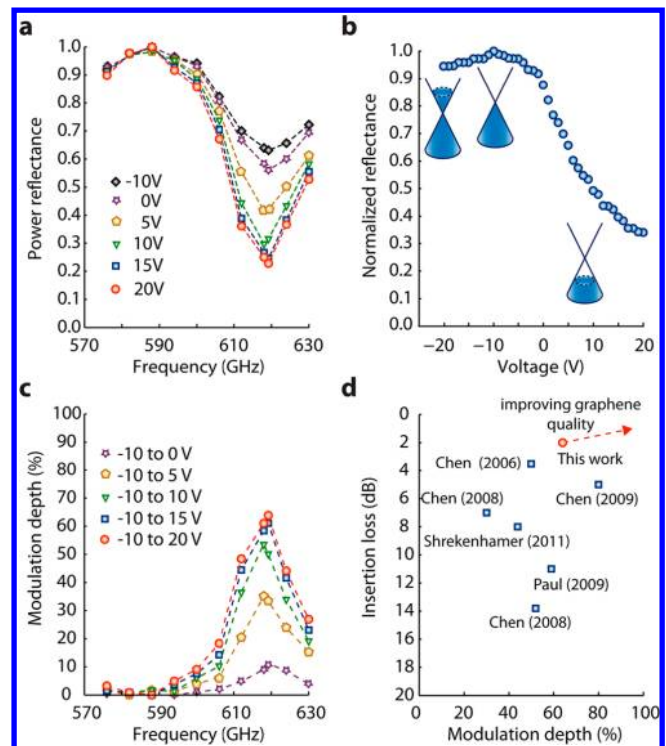 a
1.0
0.9
0.8
0.7
0.6
0.5
0.4
0.3
0.2
0.1
0.0
Power reflectance
-10V
0V
5V
10V
15V
20V
570
590
610
630
Frequency (GHz)
b
1.0
0.9
0.8
0.7
0.6
0.5
0.4
0.3
0.2
0.1
0.0
Normalized reflectance
−20
−10
0
10
20
Voltage (V)
c
100
90
80
70
60
50
40
30
20
10
0
Modulation depth (%)
-10 to 0 V
-10 to 5 V
-10 to 10 V
-10 to 15 V
-10 to 20 V
570
590
610
630
Frequency (GHz)
d
0
2
4
6
8
10
12
14
16
18
20
Insertion loss (dB)
improving graphene
quality
This work
Chen (2006)
Chen (2008)
Chen (2009)
Shrekenhamer (2011)
Paul (2009)
Chen (2008)
0
20
40
60
80
100
Modulation depth (%)